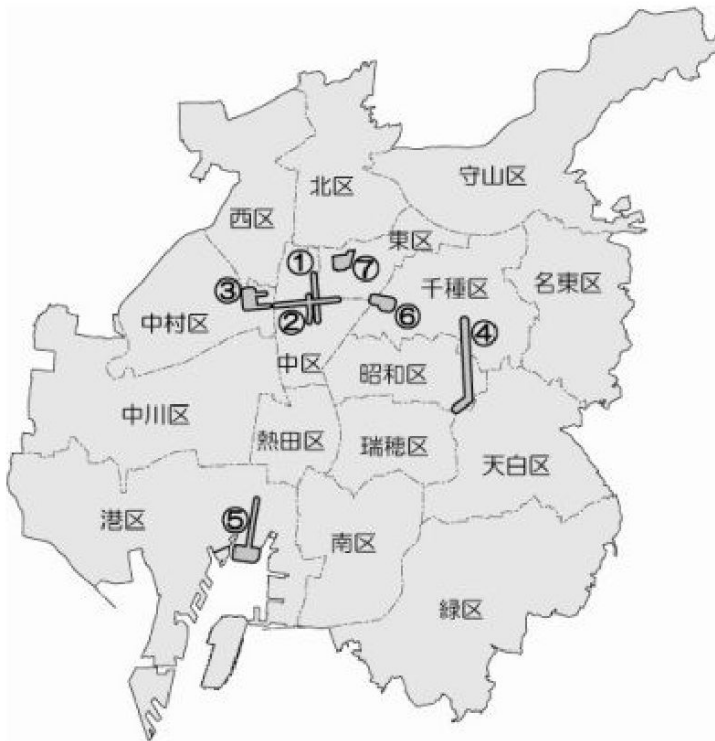 守山区
北区
西区
東区
①
⑦
千種区
名東区
③
中村区
②
⑥
④
中区
昭和区
中川区
熱田区
瑞穂区
天白区
港区
⑤
南区
緑区